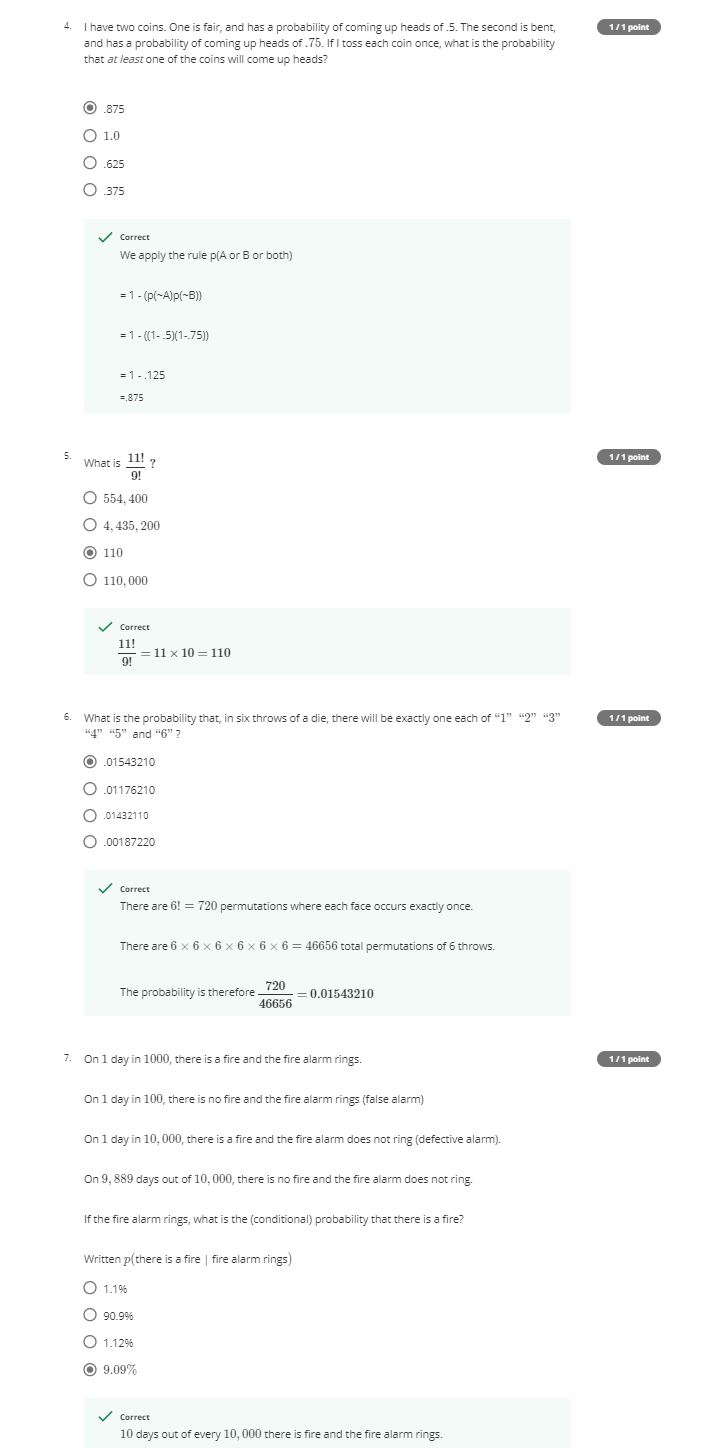 4. I have two coins. One is fair, and has a probability of coming up heads of .5. The second is bent, 1 / 1 point
and has a probability of coming up heads of .75. If I toss each coin once, what is the probability
that at least one of the coins will come up heads?
.875
1.0
.625
.375
Correct
We apply the rule p(A or B or both)
= 1 - (p(~A)p(~B))
= 1 - ((1- .5)(1-.75))
= 1 - .125
=.875
5. What is 11!/9! ? 1 / 1 point
554, 400
4, 435, 200
110
110, 000
Correct
11!/9! = 11 × 10 = 110
6. What is the probability that, in six throws of a die, there will be exactly one each of “1” “2” “3” 1 / 1 point
“4” “5” and “6” ?
.01543210
.01176210
.01432110
.00187220
Correct
There are 6! = 720 permutations where each face occurs exactly once.
There are 6 × 6 × 6 × 6 × 6 × 6 = 46656 total permutations of 6 throws.
The probability is therefore 720/46656 = 0.01543210
7. On 1 day in 1000, there is a fire and the fire alarm rings. 1 / 1 point
On 1 day in 100, there is no fire and the fire alarm rings (false alarm)
On 1 day in 10, 000, there is a fire and the fire alarm does not ring (defective alarm).
On 9, 889 days out of 10, 000, there is no fire and the fire alarm does not ring.
If the fire alarm rings, what is the (conditional) probability that there is a fire?
Written p(there is a fire | fire alarm rings)
1.1%
90.9%
1.12%
9.09%
Correct
10 days out of every 10, 000 there is fire and the fire alarm rings.